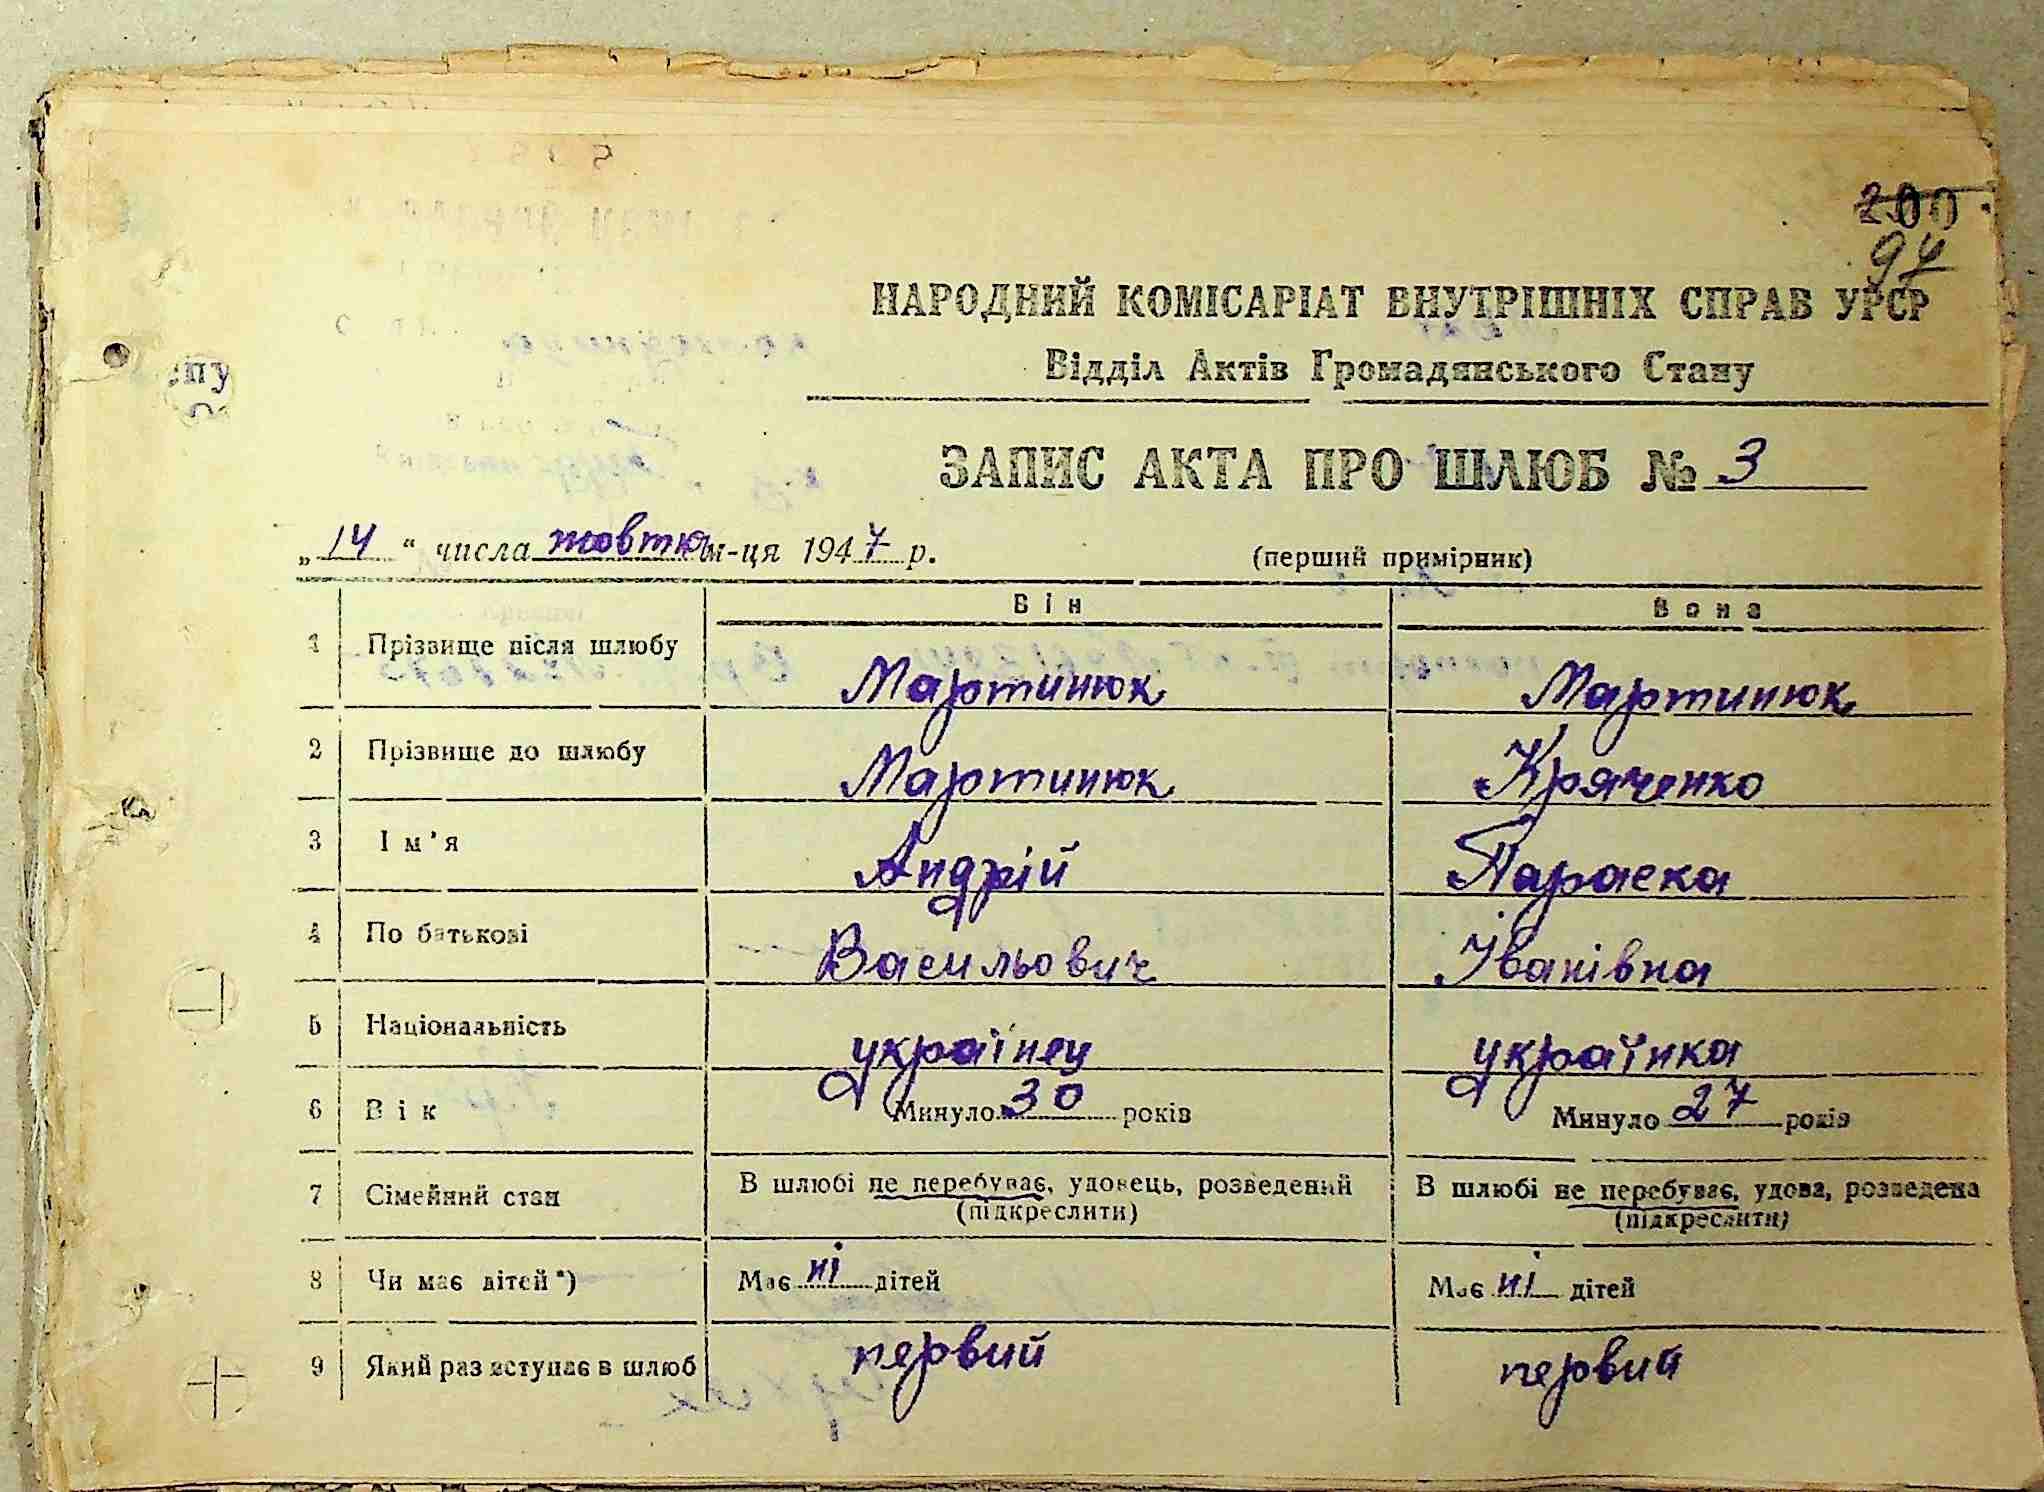 200
94
НАРОДНИЙ КОМІСАРІАТ ВНУТРІШНІХ СПРАВ УРСР
Відділ Актів Громадянського Стану
ЗАПИС АКТА ПРО ШЛЮБ № 3
„14“ числа жовтня м-ця 1947 р. (перший примірник)
Він Вона
1 Прізвище після шлюбу Мартинюк Мартинюк
2 Прізвище до шлюбу Мартинюк Кряченко
3 Ім'я Андрій Параска
4 По батькові Васильович Іванівна
5 Національність українец українка
6 Вік Минуло 30 років Минуло 27 років
7 Сімейний стан В шлюбі не перебуває, удовець, розведений В шлюбі не перебуває, удова, розведена
(підкреслити) (підкреслити)
8 Чи має дітей*) Має ні дітей Має ні дітей
9 Який раз вступає в шлюб первий первий